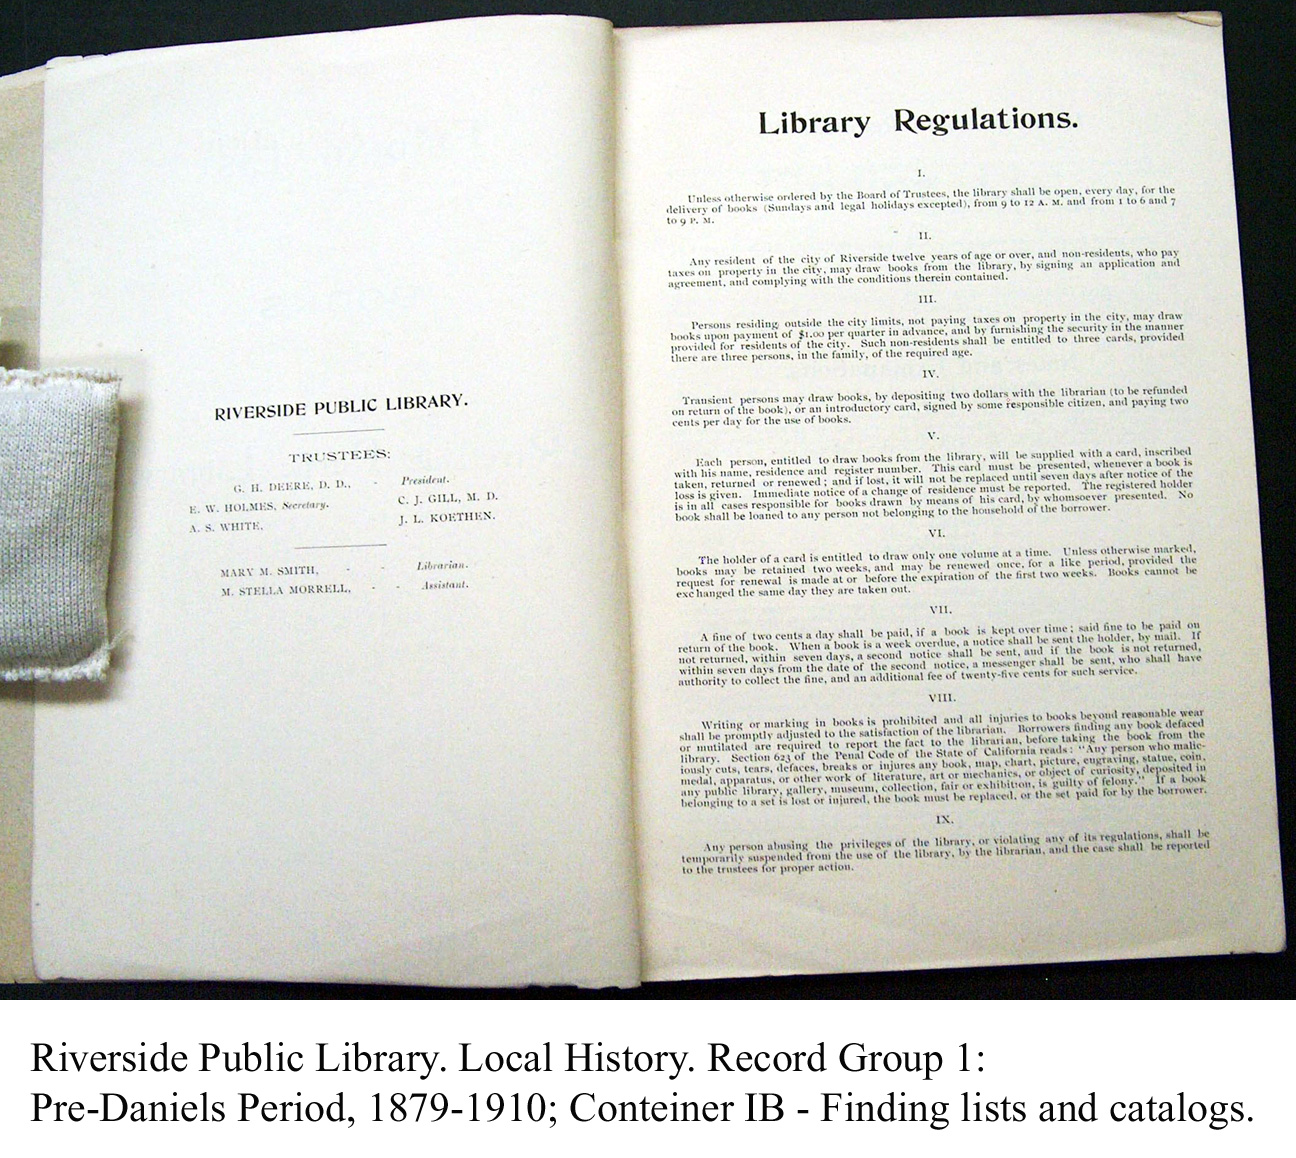 RIVERSIDE PUBLIC LIBRARY.
TRUSTEES:
G. H. DEERE, D. D., - President.
E. W. HOLMES, Secretary. C. J. GILL, M. D.
A. S. WHITE, J. L. KOETHEN.
MARY M. SMITH, - - Librarian.
M. STELLA MORRELL, - - Assistant.
Library Regulations.
I.
Unless otherwise ordered by the Board of Trustees, the library shall be open, every day, for the
delivery of books (Sundays and legal holidays excepted), from 9 to 12 A. M. and from 1 to 6 and 7
to 9 P. M.
II.
Any resident of the city of Riverside twelve years of age or over, and non-residents, who pay
taxes on property in the city, may draw books from the library, by signing an application and
agreement, and complying with the conditions therein contained.
III.
Persons residing outside the city limits, not paying taxes on property in the city, may draw
books upon payment of $1.00 per quarter in advance, and by furnishing the security in the manner
provided for residents of the city. Such non-residents shall be entitled to three cards, provided
there are three persons, in the family, of the required age.
IV.
Transient persons may draw books, by depositing two dollars with the librarian (to be refunded
on return of the book), or an introductory card, signed by some responsible citizen, and paying two
cents per day for the use of books.
V.
Each person, entitled to draw books from the library, will be supplied with a card, inscribed
with his name, residence and register number. This card must be presented, whenever a book is
taken, returned or renewed; and if lost, it will not be replaced until seven days after notice of the
loss is given. Immediate notice of a change of residence must be reported. The registered holder
is in all cases responsible for books drawn by means of his card, by whomsoever presented. No
book shall be loaned to any person not belonging to the household of the borrower.
VI.
The holder of a card is entitled to draw only one volume at a time. Unless otherwise marked,
books may be retained two weeks, and may be renewed once, for a like period, provided the
request for renewal is made at or before the expiration of the first two weeks. Books cannot be
exchanged the same day they are taken out.
VII.
A fine of two cents a day shall be paid, if a book is kept over time; said fine to be paid on
return of the book. When a book is a week overdue, a notice shall be sent the holder, by mail. If
not returned, within seven days, a second notice shall be sent, and if the book is not returned,
within seven days from the date of the second notice, a messenger shall be sent, who shall have
authority to collect the fine, and an additional fee of twenty-five cents for such service.
VIII.
Writing or marking in books is prohibited and all injuries to books beyond reasonable wear
shall be promptly adjusted to the satisfaction of the librarian. Borrowers finding any book defaced
or mutilated are required to report the fact to the librarian, before taking the book from the
library. Section 623 of the Penal Code of the State of California reads: "Any person who malic-
iously cuts, tears, defaces, breaks or injures any book, map, chart, picture, engraving, statue, coin,
medal, apparatus, or other work of literature, art or mechanics, or object of curiosity, deposited in
any public library, gallery, museum, collection, fair or exhibition, is guilty of felony." If a book
belonging to a set is lost or injured, the book must be replaced, or the set paid for by the borrower.
IX.
Any person abusing the privileges of the library, or violating any of its regulations, shall be
temporarily suspended from the use of the library, by the librarian, and the case shall be reported
to the trustees for proper action.
Riverside Public Library. Local History. Record Group 1:
Pre-Daniels Period, 1879-1910; Conteiner IB - Finding lists and catalogs.